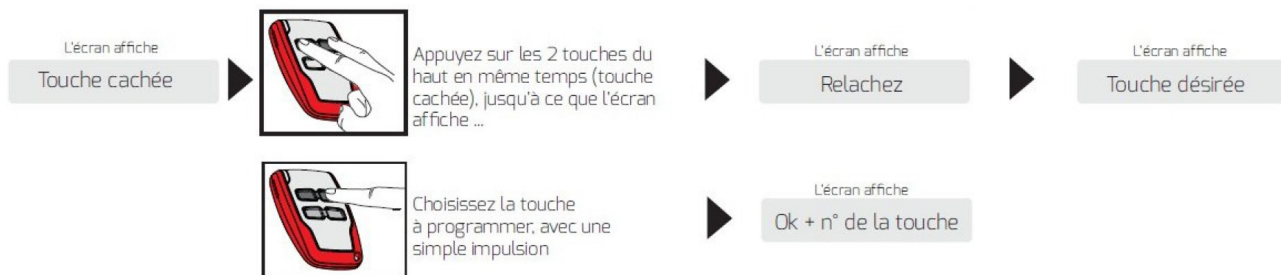 L'écran affiche
Touche cachée
Appuyez sur les 2 touches du
haut en même temps (touche
cachée), jusqu'à ce que l'écran
affiche ...
L'écran affiche
Relachez
L'écran affiche
Touche désirée
Choisissez la touche
à programmer, avec une
simple impulsion
L'écran affiche
Ok + n° de la touche